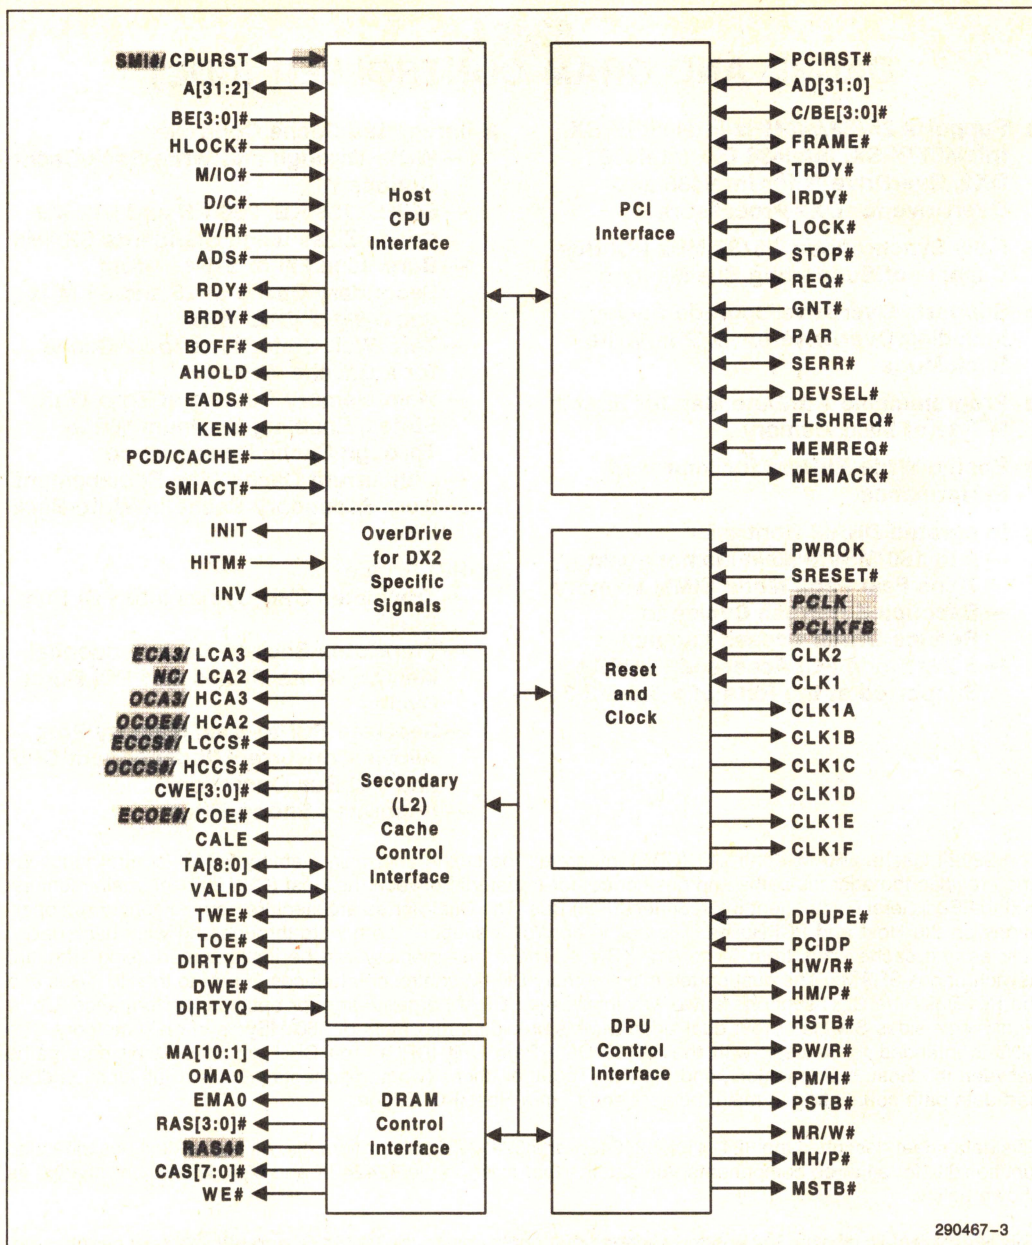 SMI#/ CPURST
A[31:2]
BE[3:0]#
HLOCK#
M/IO#
D/C#
W/R#
ADS#
RDY#
BRDY#
BOFF#
AHOLD
EADS#
KEN#
PCD/CACHE#
SMIACT#
Host
CPU
Interface
INIT
HITM#
INV
OverDrive
for DX2
Specific
Signals
PCI
Interface
PCIRST#
AD[31:0]
C/BE[3:0]#
FRAME#
TRDY#
IRDY#
LOCK#
STOP#
REQ#
GNT#
PAR
SERR#
DEVSEL#
FLSHREQ#
MEMREQ#
MEMACK#
ECA3/ LCA3
NC/ LCA2
OCA3/ HCA3
OCOE#/ HCA2
ECCS#/ LCCS#
OCCS#/ HCCS#
CWE[3:0]#
ECOE#/ COE#
CALE
TA[8:0]
VALID
TWE#
TOE#
DIRTYD
DWE#
DIRTYQ
Secondary
(L2)
Cache
Control
Interface
Reset
and
Clock
PWROK
SRESET#
PCLK
PCLKFB
CLK2
CLK1
CLK1A
CLK1B
CLK1C
CLK1D
CLK1E
CLK1F
MA[10:1]
OMA0
EMA0
RAS[3:0]#
RAS4#
CAS[7:0]#
WE#
DRAM
Control
Interface
DPU
Control
Interface
DPUPE#
PCIDP
HW/R#
HM/P#
HSTB#
PW/R#
PM/H#
PSTB#
MR/W#
MH/P#
MSTB#
290467-3